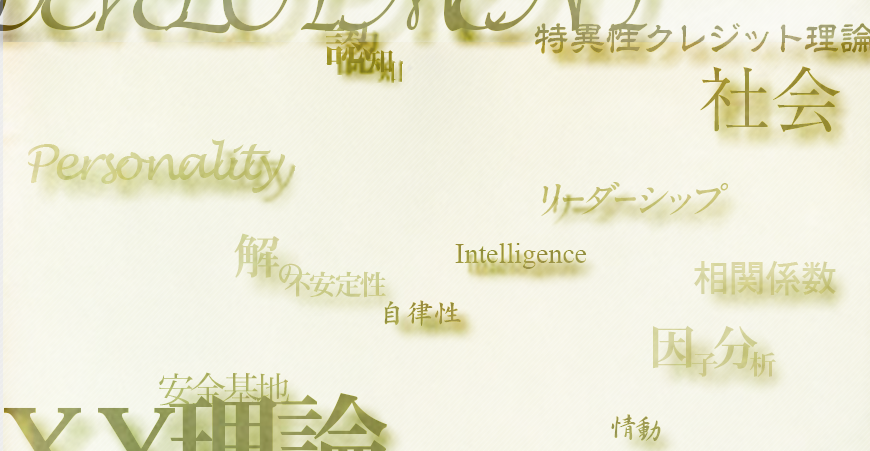 DEVELOPMENT
特異性クレジット理論
認知
知
社会
Personality
リーダーシップ
解の不安定性
Intelligence
相関係数
自律性
因子分析
安全基地
XY理論
情動